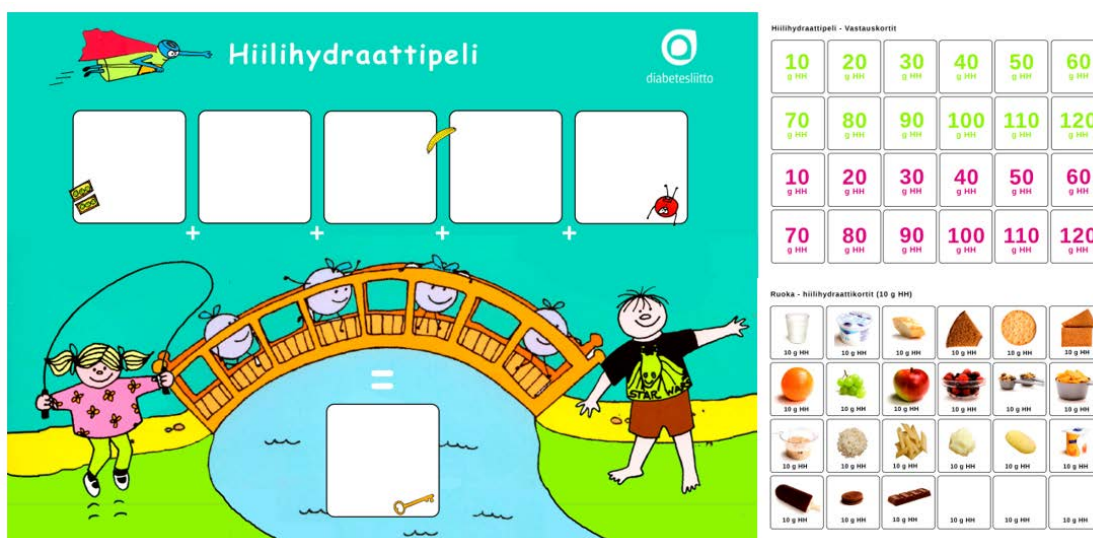 Hiilihydraattipeli
diabetesliitto
+ + + +
=
STAR WARS
Hiilihydraattipeli - Vastauskortit
10 20 30 40 50 60
g HH g HH g HH g HH g HH g HH
70 80 90 100 110 120
g HH g HH g HH g HH g HH g HH
10 20 30 40 50 60
g HH g HH g HH g HH g HH g HH
70 80 90 100 110 120
g HH g HH g HH g HH g HH g HH
Ruoka - hiilihydraattikortit (10 g HH)
10 g HH 10 g HH 10 g HH 10 g HH 10 g HH 10 g HH
10 g HH 10 g HH 10 g HH 10 g HH 10 g HH 10 g HH
10 g HH 10 g HH 10 g HH 10 g HH 10 g HH 10 g HH
10 g HH 10 g HH 10 g HH 10 g HH 10 g HH 10 g HH